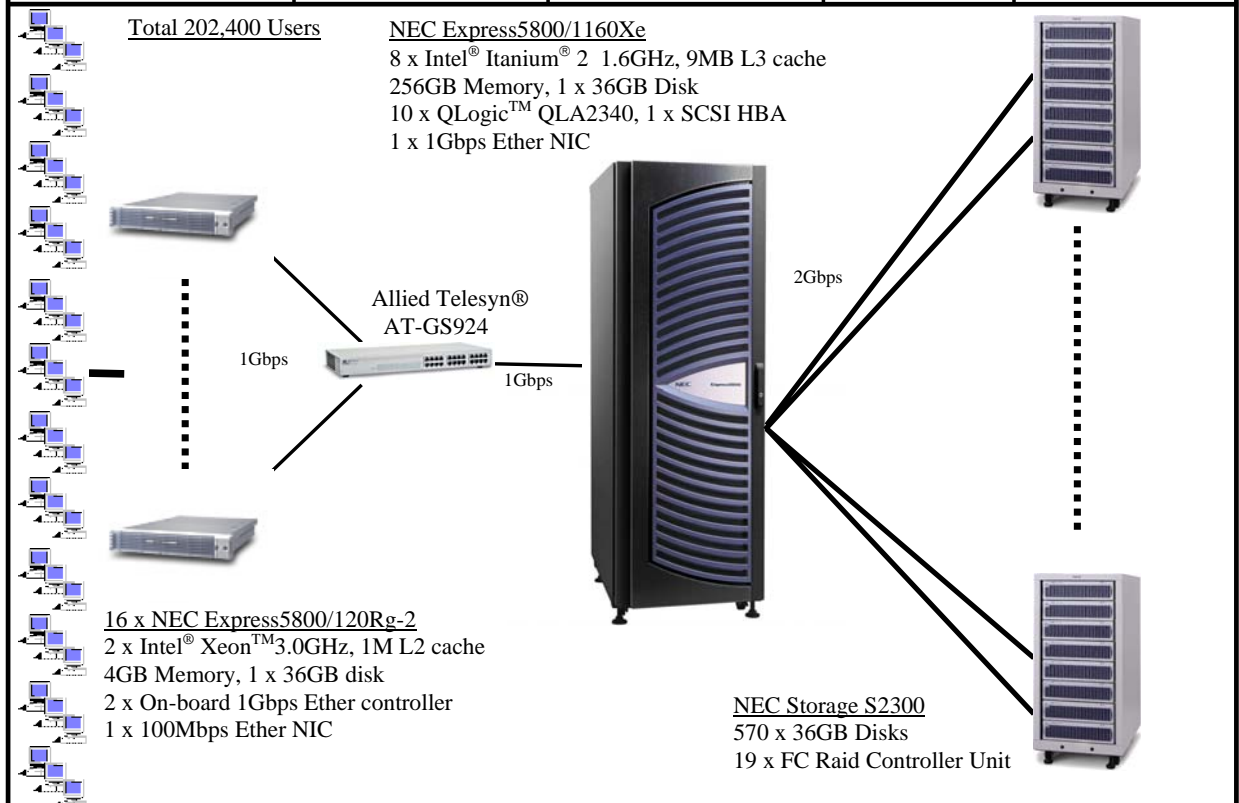 Total 202,400 Users
NEC Express5800/1160Xe
8 x Intel® Itanium® 2 1.6GHz, 9MB L3 cache
256GB Memory, 1 x 36GB Disk
10 x QLogic™ QLA2340, 1 x SCSI HBA
1 x 1Gbps Ether NIC
2Gbps
Allied Telesyn®
AT-GS924
1Gbps
1Gbps
NEC
16 x NEC Express5800/120Rg-2
2 x Intel® Xeon™3.0GHz, 1M L2 cache
4GB Memory, 1 x 36GB disk
2 x On-board 1Gbps Ether controller
1 x 100Mbps Ether NIC
NEC Storage S2300
570 x 36GB Disks
19 x FC Raid Controller Unit